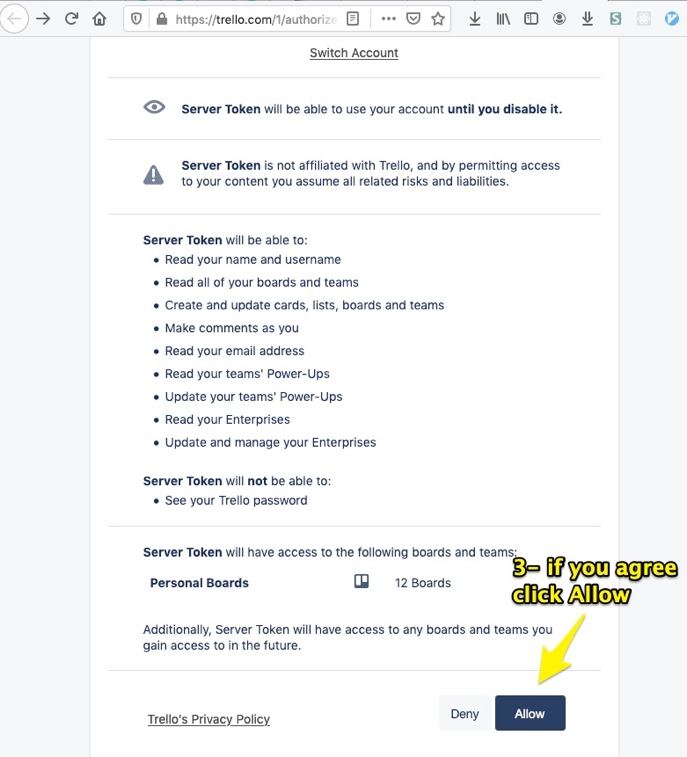 https://trello.com/1/authorize
Switch Account
Server Token will be able to use your account until you disable it.
Server Token is not affiliated with Trello, and by permitting access
to your content you assume all related risks and liabilities.
Server Token will be able to:
• Read your name and username
• Read all of your boards and teams
• Create and update cards, lists, boards and teams
• Make comments as you
• Read your email address
• Read your teams' Power-Ups
• Update your teams' Power-Ups
• Read your Enterprises
• Update and manage your Enterprises
Server Token will not be able to:
• See your Trello password
Server Token will have access to the following boards and teams:
Personal Boards 12 Boards
3- if you agree
click Allow
Additionally, Server Token will have access to any boards and teams you
gain access to in the future.
Trello's Privacy Policy
Deny Allow